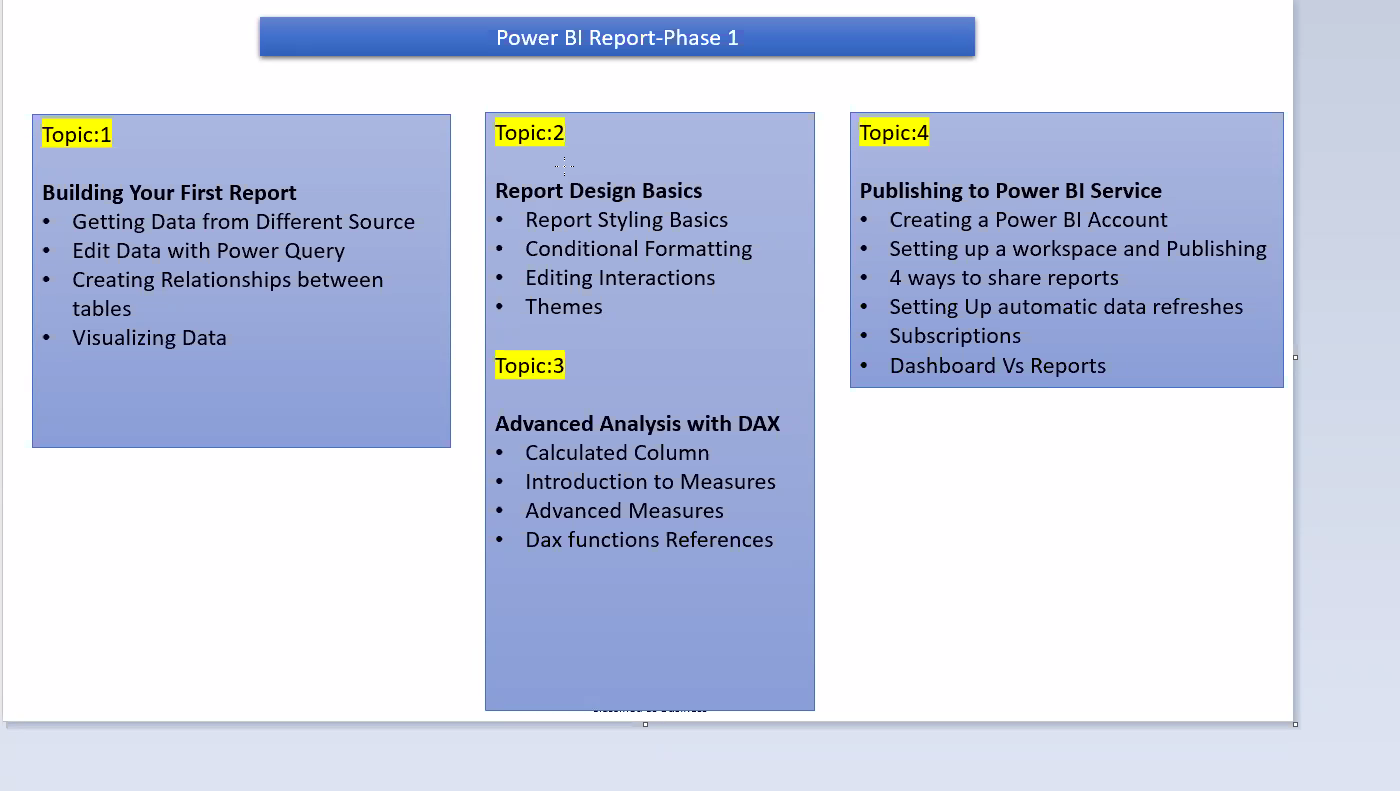 Power BI Report-Phase 1
Topic:1
Building Your First Report
• Getting Data from Different Source
• Edit Data with Power Query
• Creating Relationships between
tables
• Visualizing Data
Topic:2
Report Design Basics
• Report Styling Basics
• Conditional Formatting
• Editing Interactions
• Themes
Topic:3
Advanced Analysis with DAX
• Calculated Column
• Introduction to Measures
• Advanced Measures
• Dax functions References
Topic:4
Publishing to Power BI Service
• Creating a Power BI Account
• Setting up a workspace and Publishing
• 4 ways to share reports
• Setting Up automatic data refreshes
• Subscriptions
• Dashboard Vs Reports